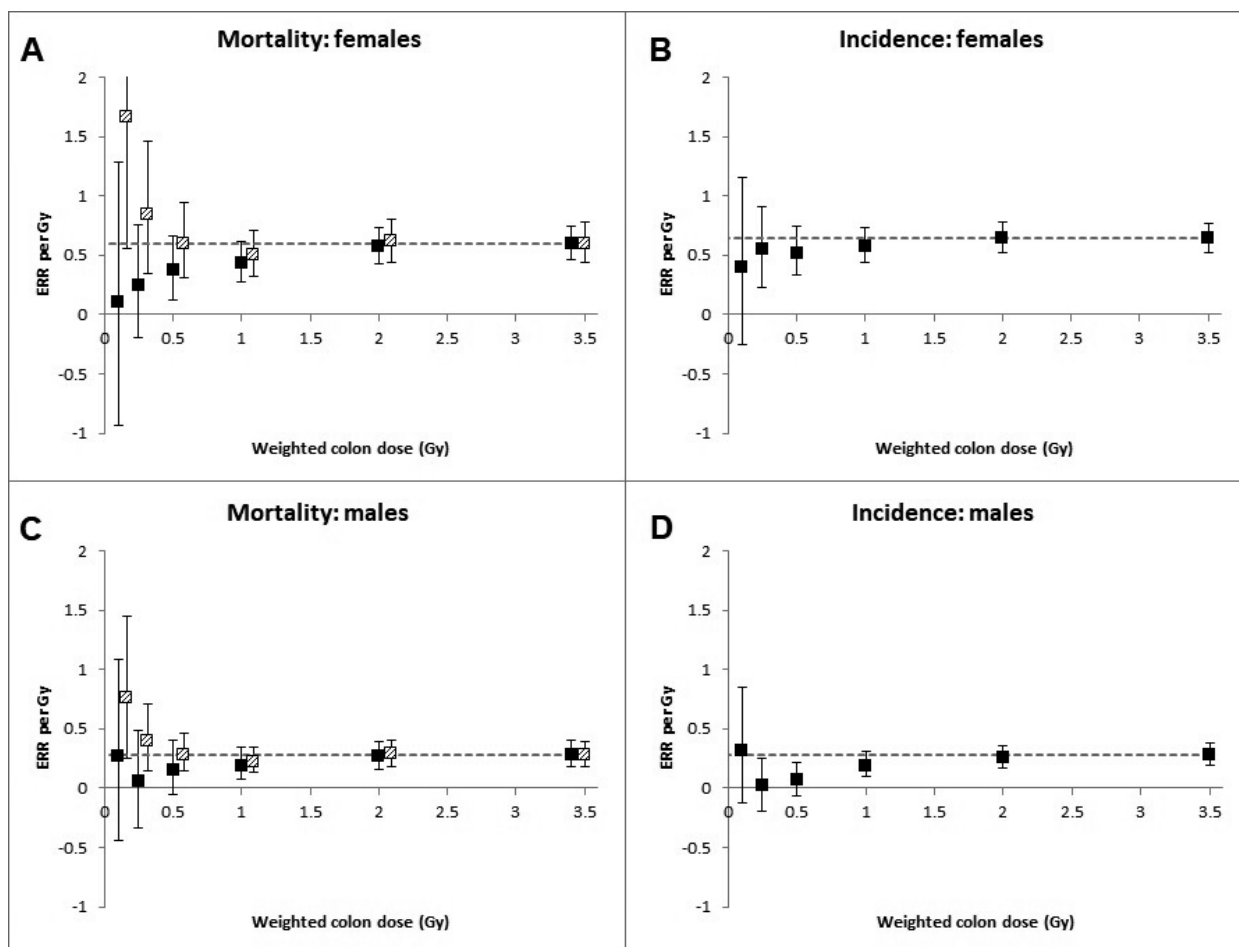 A
Mortality: females
2
1.5
1
0.5
0
-0.5
-1
ERR per Gy
0 0.5 1 1.5 2 2.5 3 3.5
Weighted colon dose (Gy)
B
Incidence: females
2
1.5
1
0.5
0
-0.5
-1
ERR per Gy
0 0.5 1 1.5 2 2.5 3 3.5
Weighted colon dose (Gy)
C
Mortality: males
2
1.5
1
0.5
0
-0.5
-1
ERR per Gy
0 0.5 1 1.5 2 2.5 3 3.5
Weighted colon dose (Gy)
D
Incidence: males
2
1.5
1
0.5
0
-0.5
-1
ERR per Gy
0 0.5 1 1.5 2 2.5 3 3.5
Weighted colon dose (Gy)